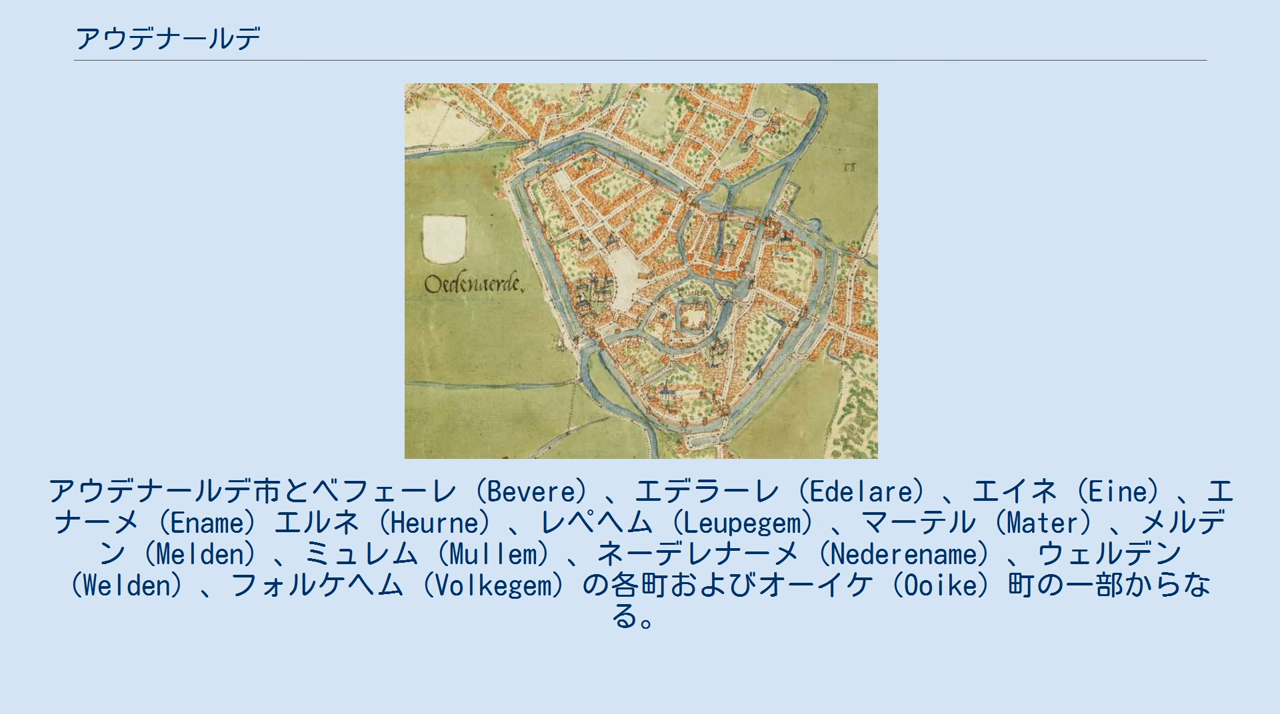 アウデナールデ
Oedenaerde.
アウデナールデ市とベフェーレ（Bevere）、エデラーレ（Edelare）、エイネ（Eine）、エ
ナーメ（Ename）エルネ（Heurne）、レペヘム（Leupegem）、マーテル（Mater）、メルデ
ン（Melden）、ミュレム（Mullem）、ネーデレナーメ（Nederename）、ウェルデン
（Welden）、フォルケヘム（Volkegem）の各町およびオーイケ（Ooike）町の一部からな
る。